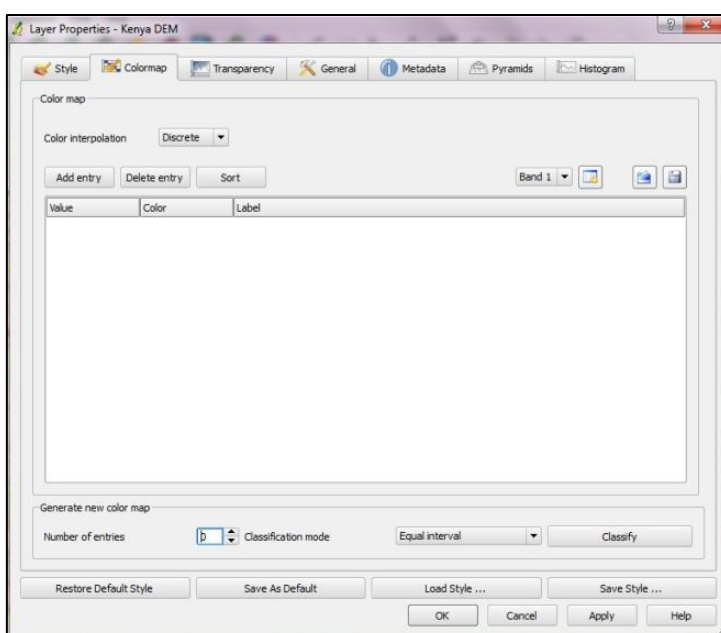 Layer Properties - Kenya DEM
Style Colormap Transparency General Metadata Pyramids Histogram
Color map
Color interpolation Discrete
Add entry Delete entry Sort Band 1
Value Color Label
Generate new color map
Number of entries 0 Classification mode Equal interval Classify
Restore Default Style Save As Default Load Style ... Save Style ...
OK Cancel Apply Help